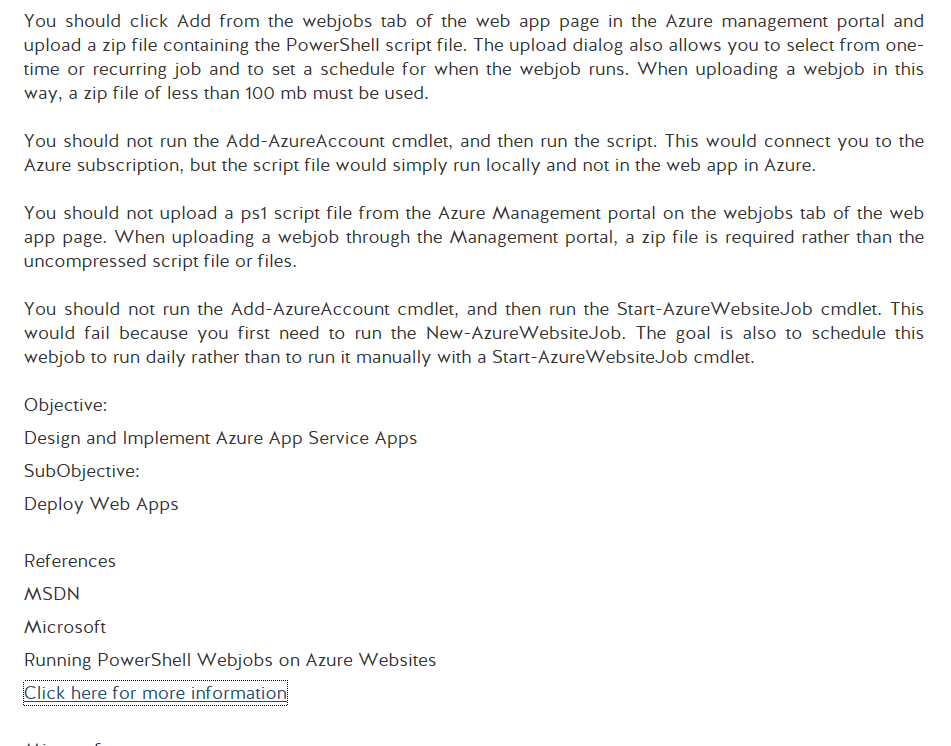 You should click Add from the webjobs tab of the web app page in the Azure management portal and
upload a zip file containing the PowerShell script file. The upload dialog also allows you to select from one-
time or recurring job and to set a schedule for when the webjob runs. When uploading a webjob in this
way, a zip file of less than 100 mb must be used.
You should not run the Add-AzureAccount cmdlet, and then run the script. This would connect you to the
Azure subscription, but the script file would simply run locally and not in the web app in Azure.
You should not upload a ps1 script file from the Azure Management portal on the webjobs tab of the web
app page. When uploading a webjob through the Management portal, a zip file is required rather than the
uncompressed script file or files.
You should not run the Add-AzureAccount cmdlet, and then run the Start-AzureWebsiteJob cmdlet. This
would fail because you first need to run the New-AzureWebsiteJob. The goal is also to schedule this
webjob to run daily rather than to run it manually with a Start-AzureWebsiteJob cmdlet.
Objective:
Design and Implement Azure App Service Apps
SubObjective:
Deploy Web Apps
References
MSDN
Microsoft
Running PowerShell Webjobs on Azure Websites
Click here for more information